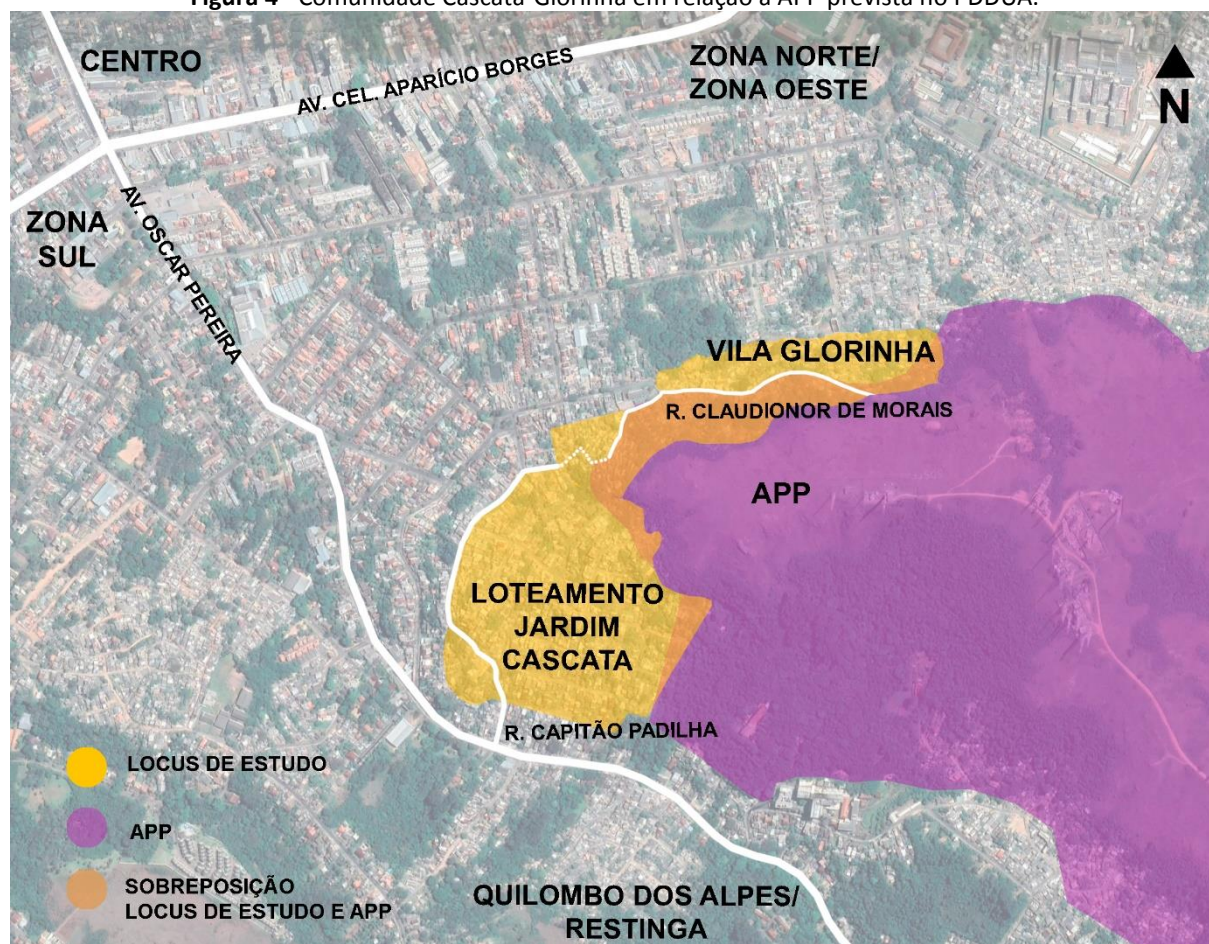 Figura 4 - Comunidade Cascata-Glorinha em relação à APP prevista no PDDUA.
CENTRO
AV. CEL. APARÍCIO BORGES
ZONA NORTE/
ZONA OESTE
N
ZONA
SUL
AV. OSCAR PEREIRA
VILA GLORINHA
R. CLAUDIONOR DE MORAIS
APP
LOTEAMENTO
JARDIM
CASCATA
R. CAPITÃO PADILHA
LOCUS DE ESTUDO
APP
SOBREPOSIÇÃO
LOCUS DE ESTUDO E APP
QUILOMBO DOS ALPES/
RESTINGA